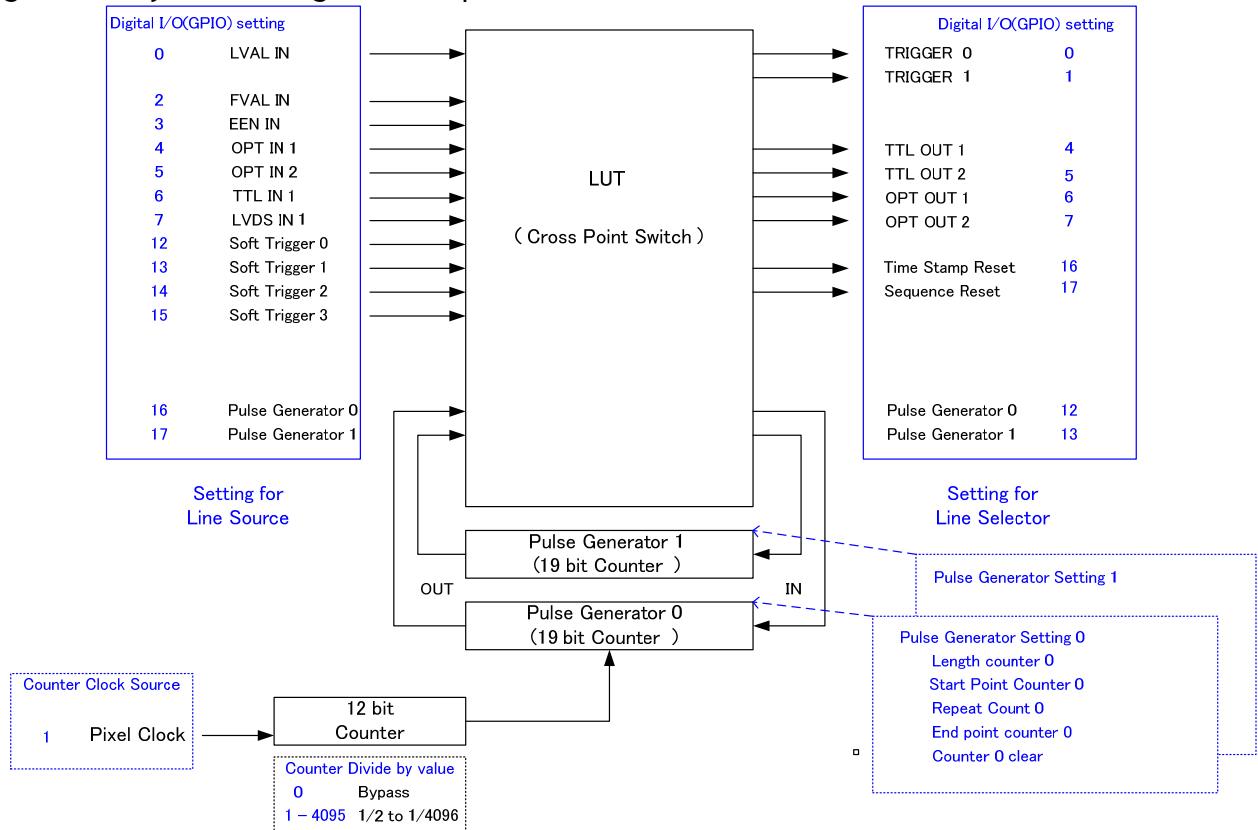 Digital I/O(GPIO) setting
0 LVAL IN
2 FVAL IN
3 EEN IN
4 OPT IN 1
5 OPT IN 2
6 TTL IN 1
7 LVDS IN 1
12 Soft Trigger 0
13 Soft Trigger 1
14 Soft Trigger 2
15 Soft Trigger 3
16 Pulse Generator 0
17 Pulse Generator 1
Setting for
Line Source
LUT
( Cross Point Switch )
Digital I/O(GPIO) setting
TRIGGER 0 0
TRIGGER 1 1
TTL OUT 1 4
TTL OUT 2 5
OPT OUT 1 6
OPT OUT 2 7
Time Stamp Reset 16
Sequence Reset 17
Pulse Generator 0 12
Pulse Generator 1 13
Setting for
Line Selector
Pulse Generator 1
(19 bit Counter )
OUT
IN
Pulse Generator 0
(19 bit Counter )
Pulse Generator Setting 1
Pulse Generator Setting 0
Length counter 0
Start Point Counter 0
Repeat Count 0
End point counter 0
Counter 0 clear
Counter Clock Source
1 Pixel Clock
12 bit
Counter
Counter Divide by value
0 Bypass
1 - 4095 1/2 to 1/4096